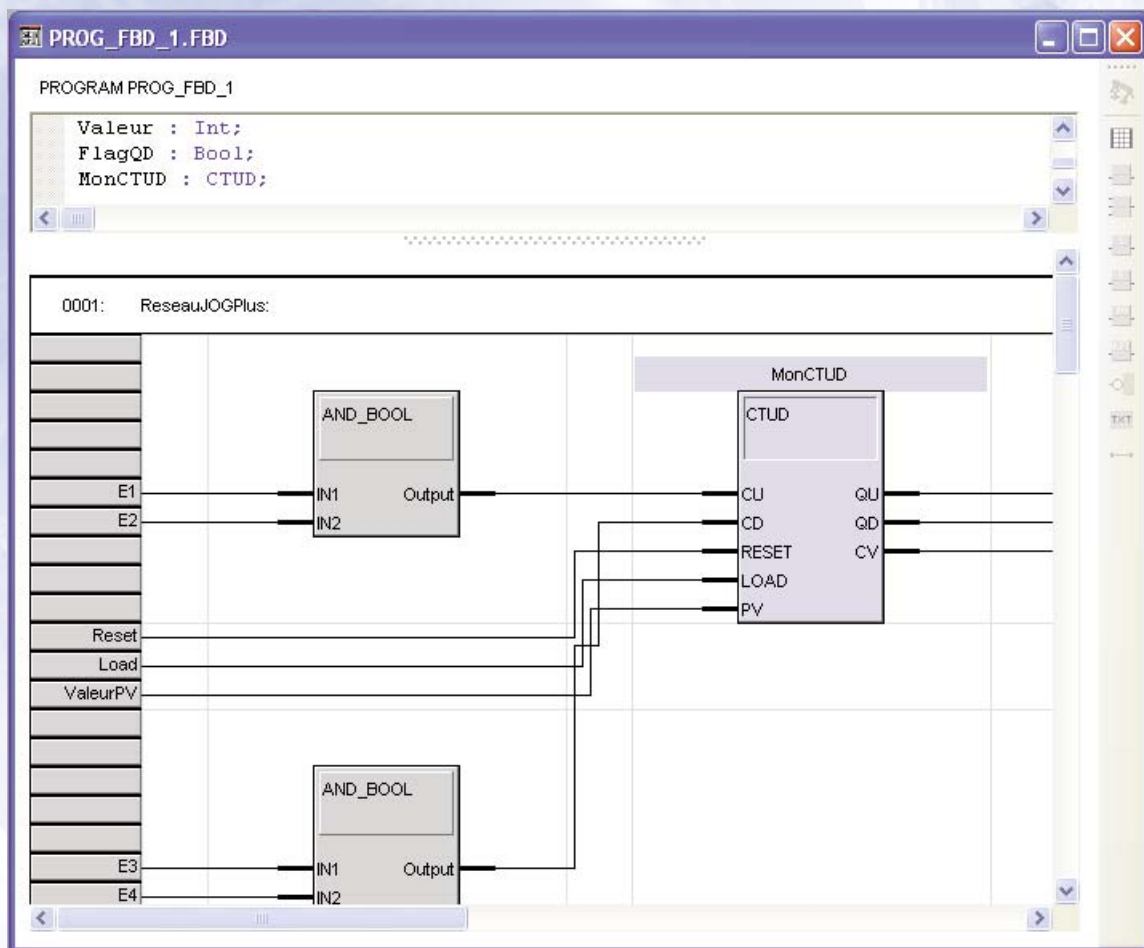 PROG_FBD_1.FBD
PROGRAM PROG_FBD_1
Valeur : Int;
FlagQD : Bool;
MonCTUD : CTUD;
0001: ReseauJOGPlus:
MonCTUD
AND_BOOL CTUD
E1 IN1 Output CU QU
E2 IN2 CD QD
RESET CV
LOAD
PV
Reset
Load
ValeurPV
AND_BOOL
E3 IN1 Output
E4 IN2
TXT